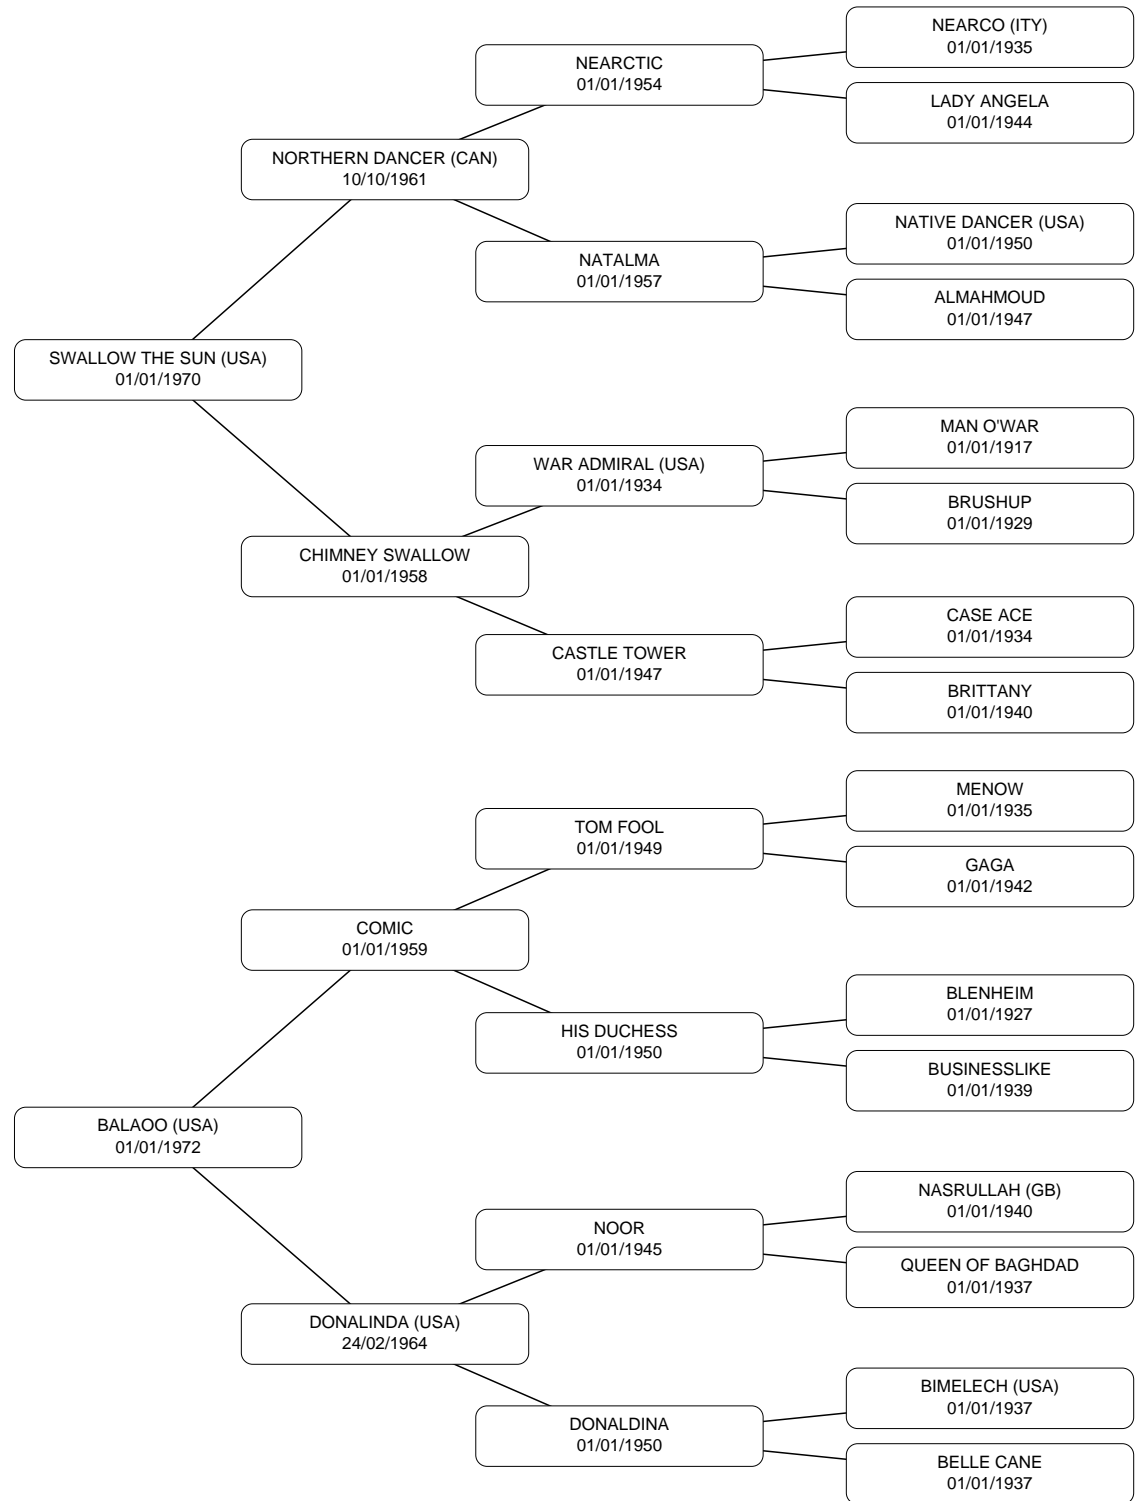 NEARCO (ITY)
01/01/1935
NEARCTIC
01/01/1954
LADY ANGELA
01/01/1944
NORTHERN DANCER (CAN)
10/10/1961
NATIVE DANCER (USA)
01/01/1950
NATALMA
01/01/1957
ALMAHMOUD
01/01/1947
SWALLOW THE SUN (USA)
01/01/1970
MAN O'WAR
01/01/1917
WAR ADMIRAL (USA)
01/01/1934
BRUSHUP
01/01/1929
CHIMNEY SWALLOW
01/01/1958
CASE ACE
01/01/1934
CASTLE TOWER
01/01/1947
BRITTANY
01/01/1940
MENOW
01/01/1935
TOM FOOL
01/01/1949
GAGA
01/01/1942
COMIC
01/01/1959
BLENHEIM
01/01/1927
HIS DUCHESS
01/01/1950
BUSINESSLIKE
01/01/1939
BALAOO (USA)
01/01/1972
NASRULLAH (GB)
01/01/1940
NOOR
01/01/1945
QUEEN OF BAGHDAD
01/01/1937
DONALINDA (USA)
24/02/1964
BIMELECH (USA)
01/01/1937
DONALDINA
01/01/1950
BELLE CANE
01/01/1937